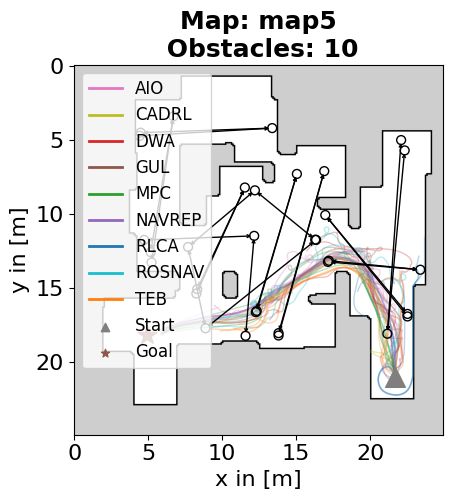 Map: map5
Obstacles: 10
0
5
10
15
20
y in [m]
AIO
CADRL
DWA
GUL
MPC
NAVREP
RLCA
ROSNAV
TEB
Start
Goal
0 5 10 15 20
x in [m]